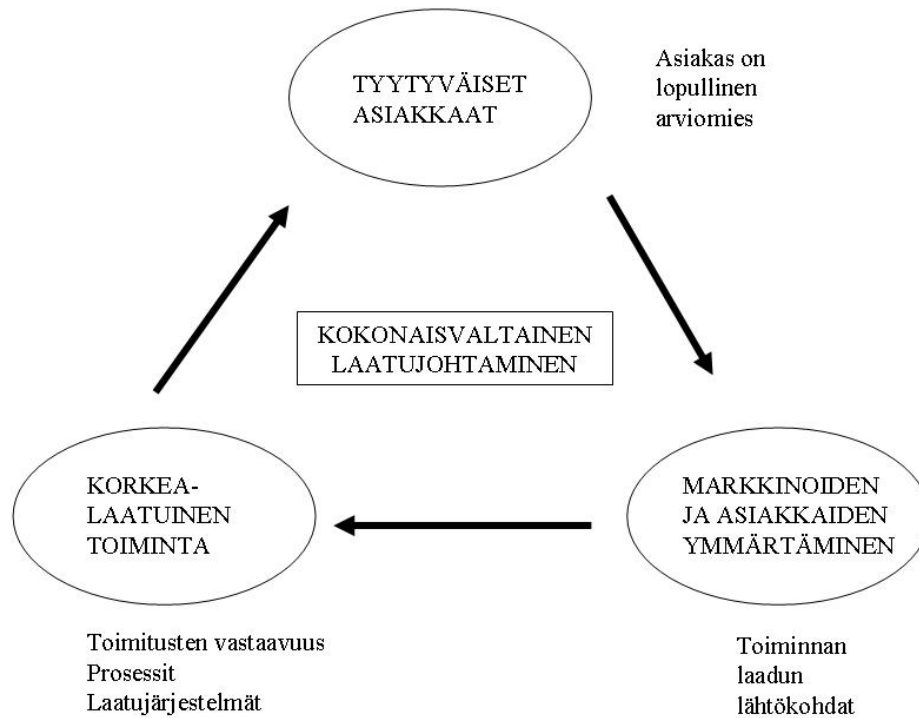 TYYTYVÄISET
ASIAKKAAT
Asiakas on
lopullinen
arviomies
KOKONAISVALTAINEN
LAATUJOHTAMINEN
KORKEA-
LAATUINEN
TOIMINTA
MARKKINOIDEN
JA ASIAKKAIDEN
YMMÄRTÄMINEN
Toimitusten vastaavuus
Prosessit
Laatujärjestelmät
Toiminnan
laadun
lähtökohdat